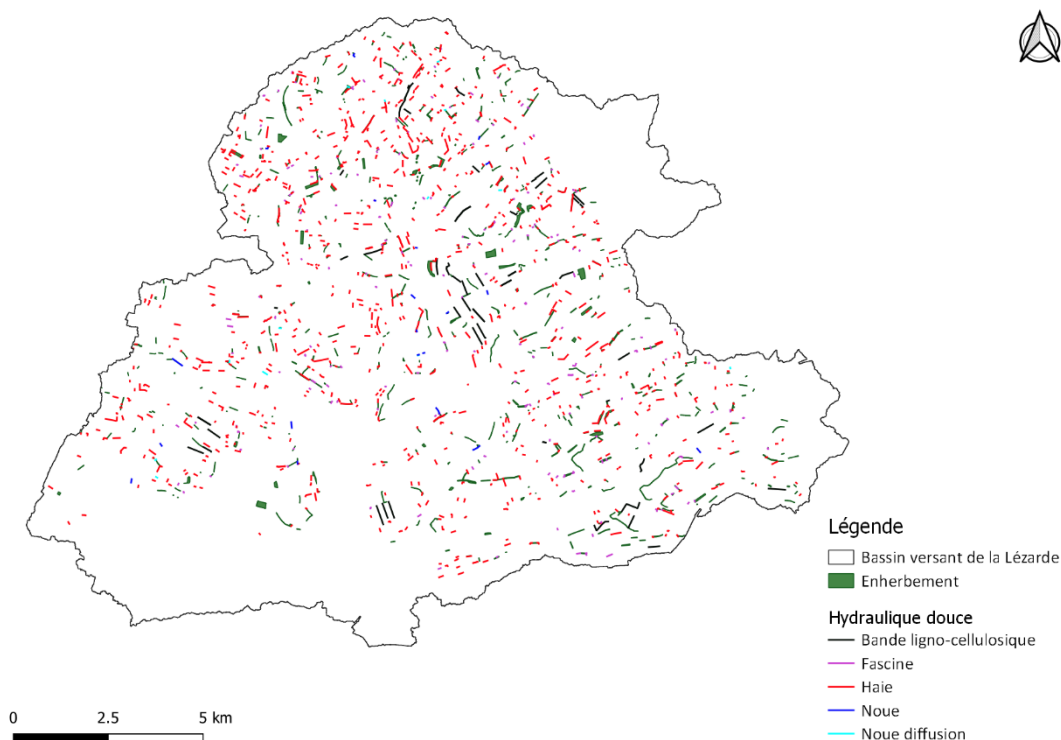 Légende
Bassin versant de la Lézarde
Enherbement
Hydraulique douce
Bande ligno-cellulosique
Fascine
Haie
Noue
Noue diffusion
0 2.5 5 km